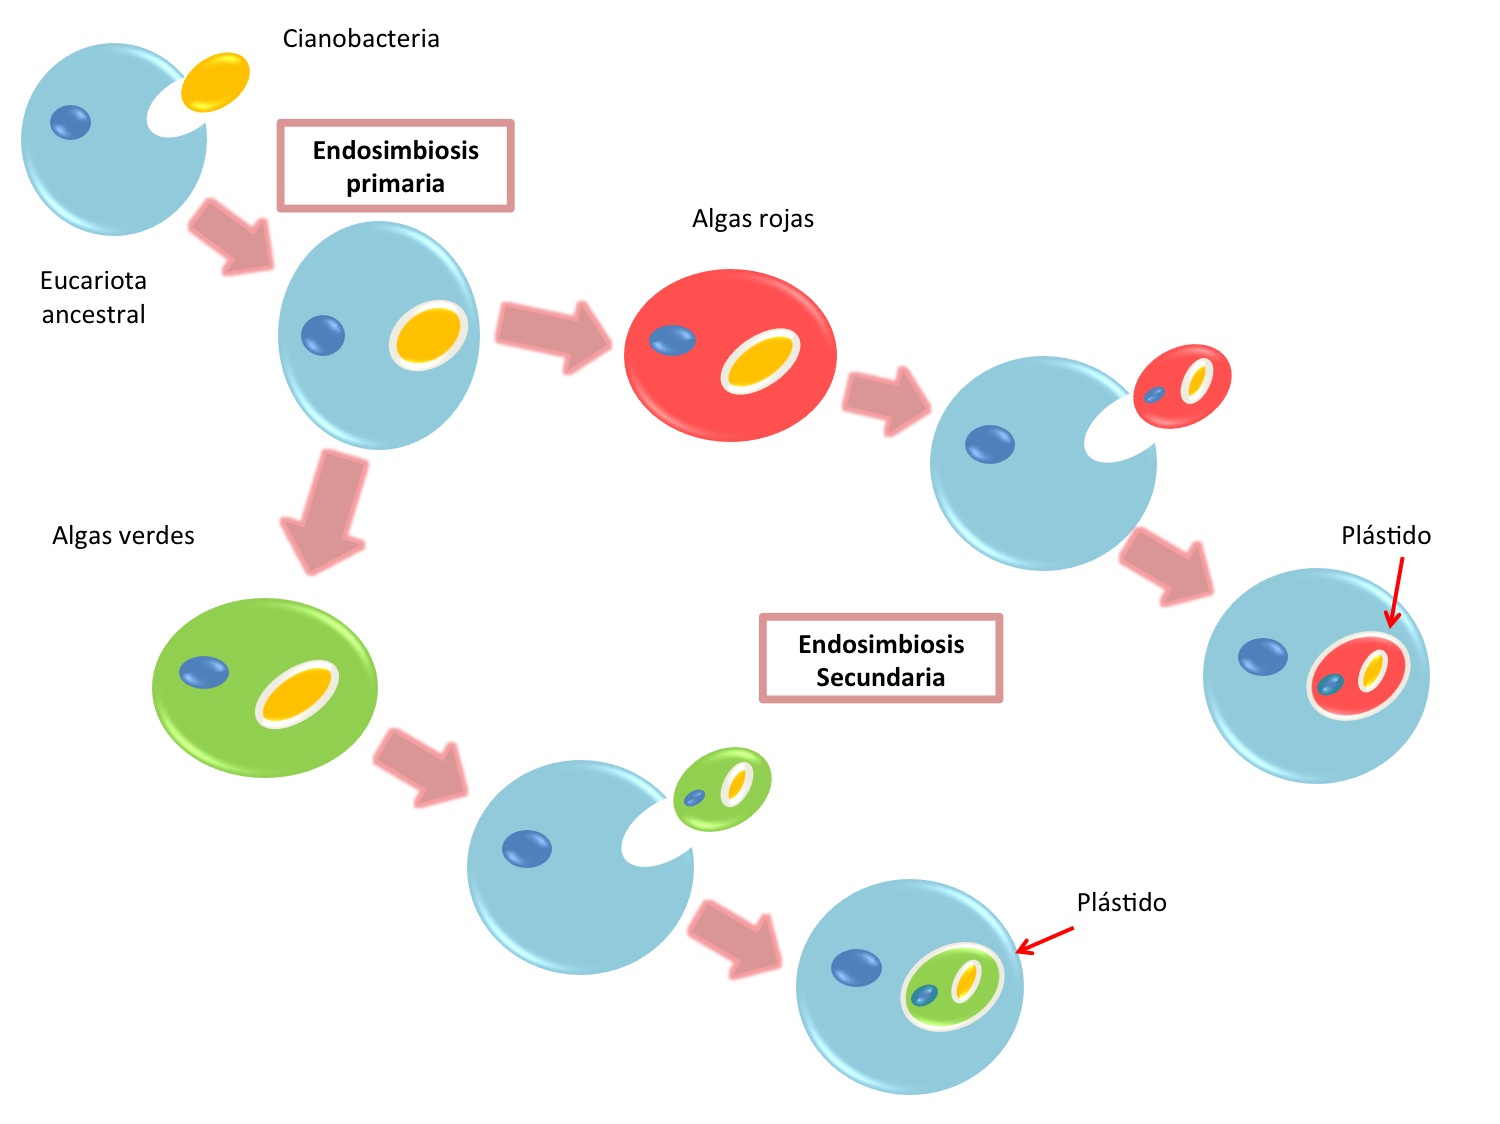 Cianobacteria
Endosimbiosis
primaria
Algas rojas
Eucariota
ancestral
Algas verdes
Plástido
Endosimbiosis
Secundaria
Plástido